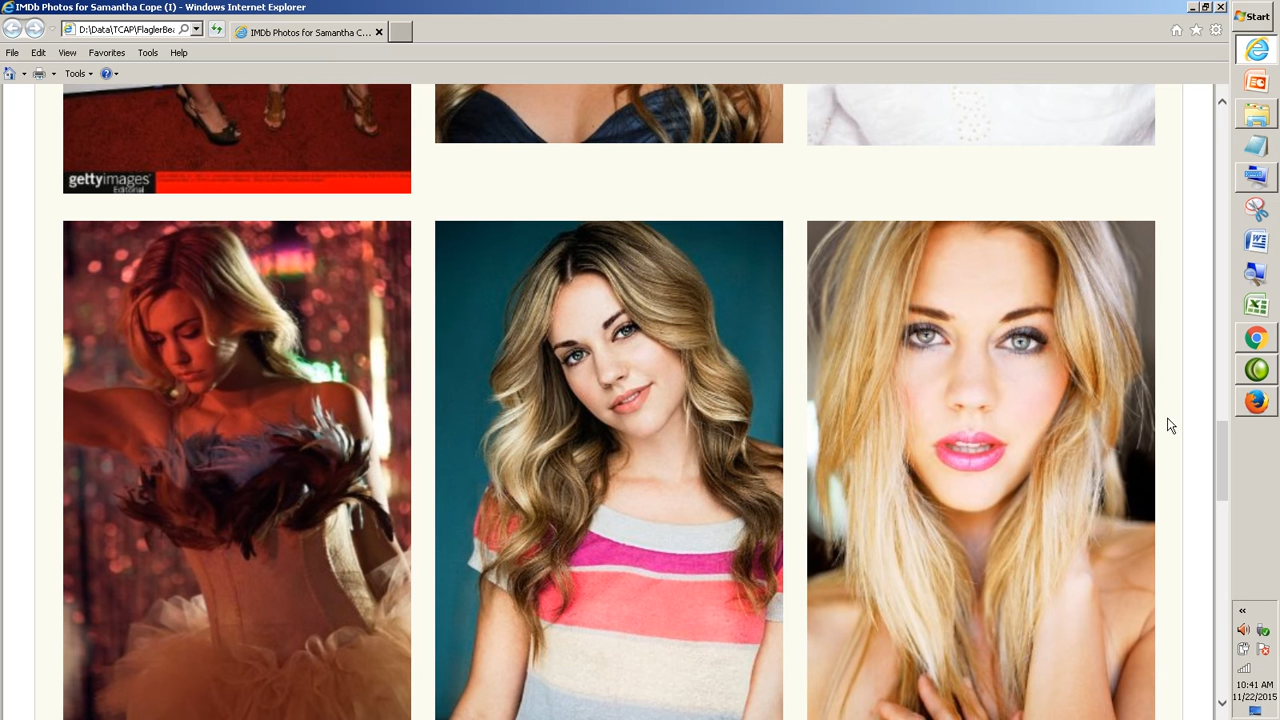 IMDb Photos for Samantha Cope (I) - Windows Internet Explorer
D:\Data\TCAP\FlaglerBea
IMDb Photos for Samantha C...
File Edit View Favorites Tools Help
Tools
Start
gettyimages
Editorial
10:41 AM
11/22/2015